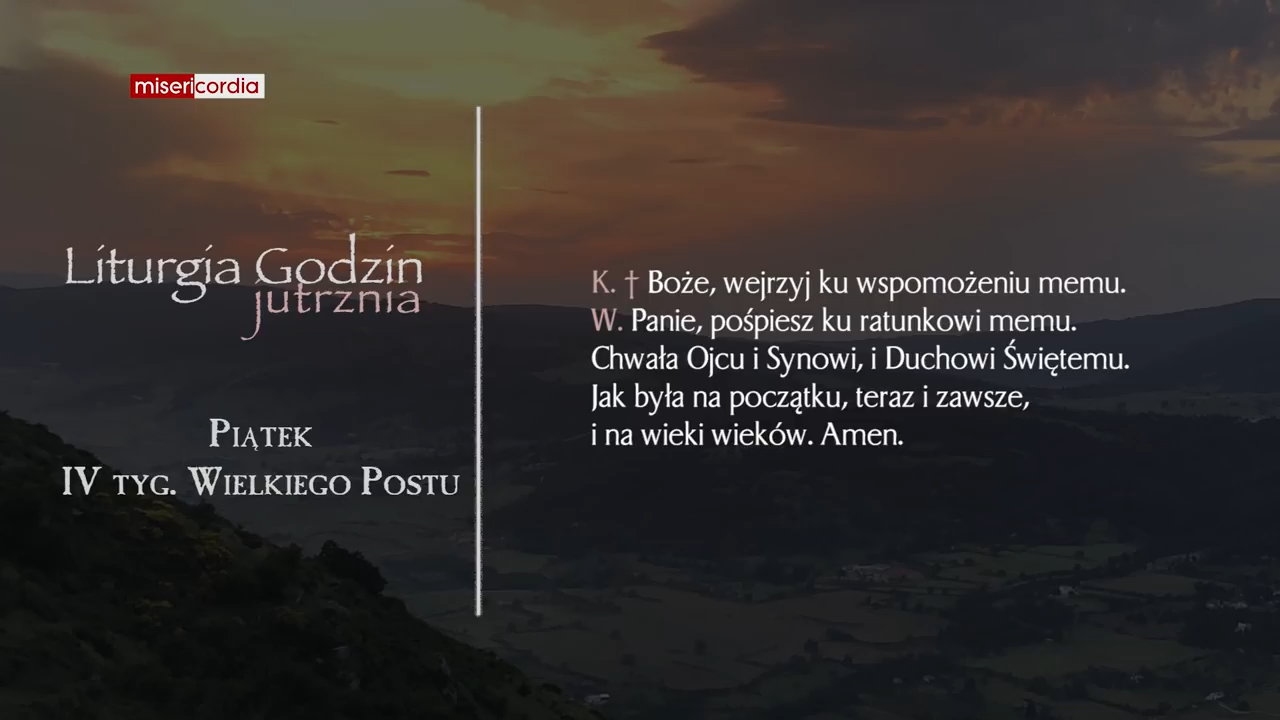 misericordia
Liturgia Godzin
jutrznia
Piątek
IV tyg. Wielkiego Postu
K. † Boże, wejrzyj ku wspomożeniu memu.
W. Panie, pośpiesz ku ratunkowi memu.
Chwała Ojcu i Synowi, i Duchowi Świętemu.
Jak była na początku, teraz i zawsze,
i na wieki wieków. Amen.